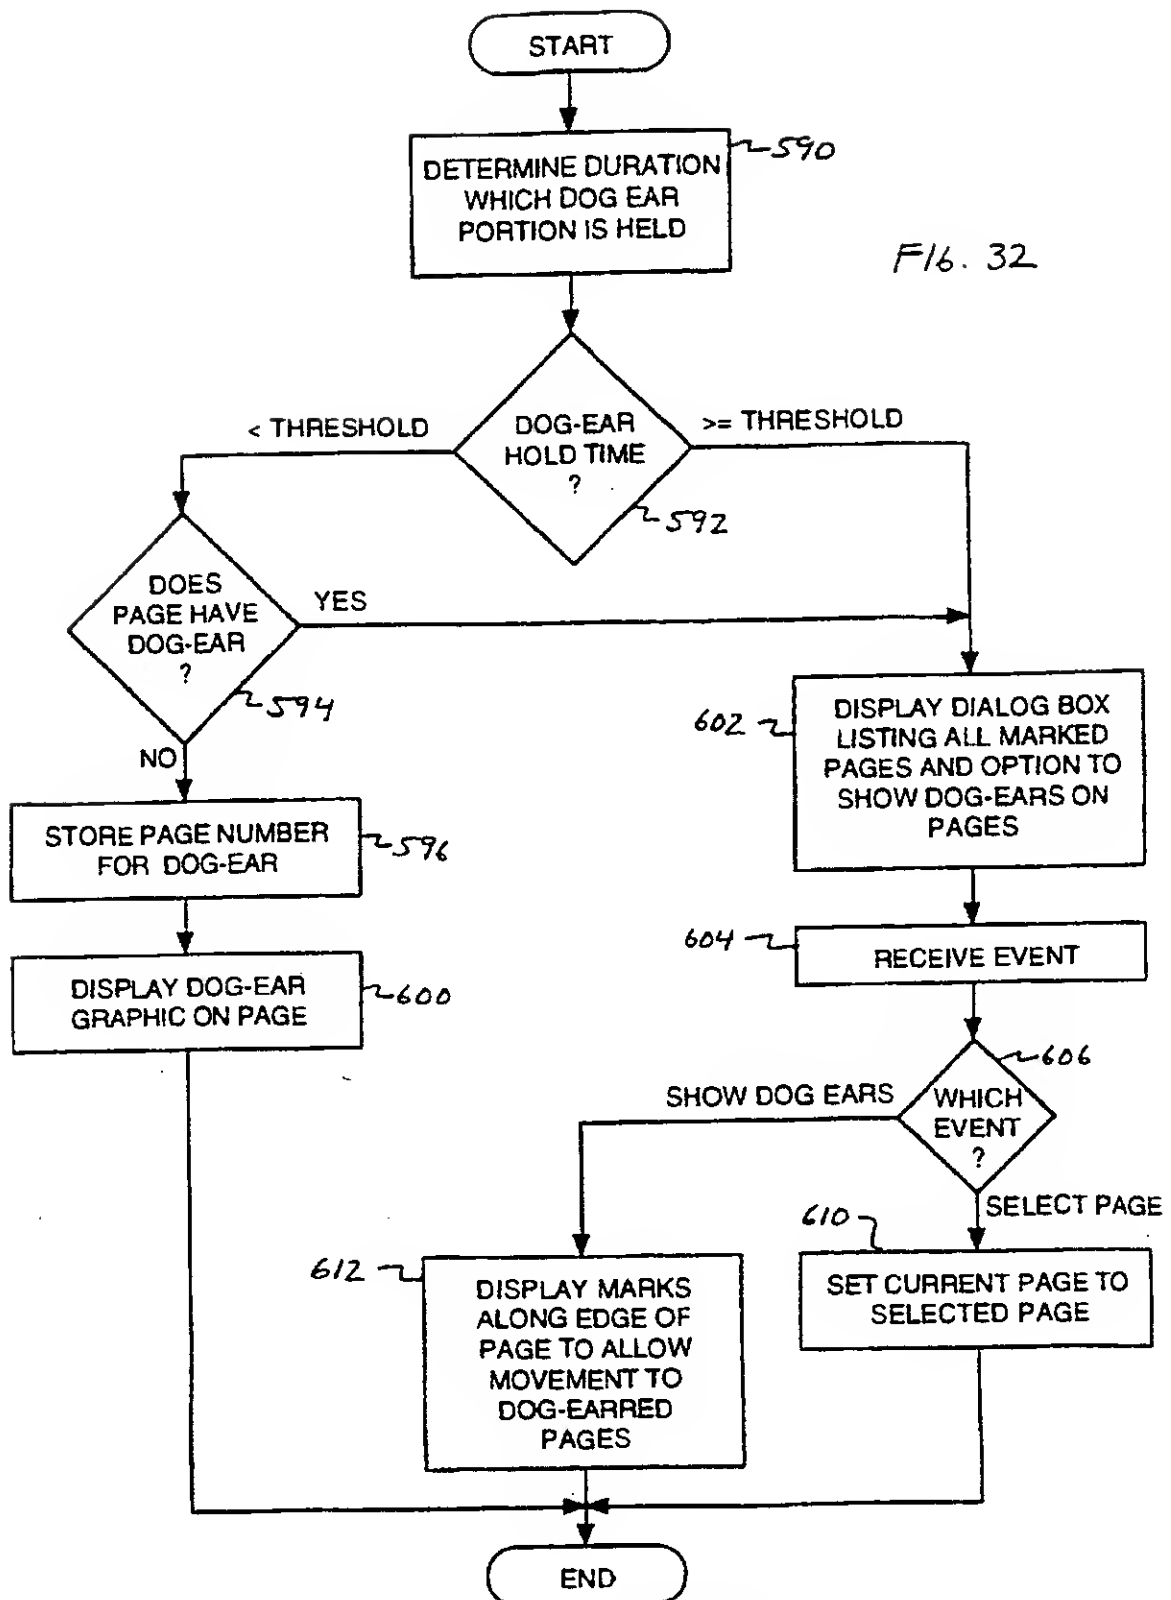 START
DETERMINE DURATION
WHICH DOG EAR
PORTION IS HELD
590
FIG. 32
DOG-EAR
HOLD TIME
?
< THRESHOLD
>= THRESHOLD
592
DOES
PAGE HAVE
DOG-EAR
?
YES
594
NO
602
DISPLAY DIALOG BOX
LISTING ALL MARKED
PAGES AND OPTION TO
SHOW DOG-EARS ON
PAGES
STORE PAGE NUMBER
FOR DOG-EAR
596
604
RECEIVE EVENT
DISPLAY DOG-EAR
GRAPHIC ON PAGE
600
606
WHICH
EVENT
?
SHOW DOG EARS
SELECT PAGE
610
SET CURRENT PAGE TO
SELECTED PAGE
612
DISPLAY MARKS
ALONG EDGE OF
PAGE TO ALLOW
MOVEMENT TO
DOG-EARRED
PAGES
END